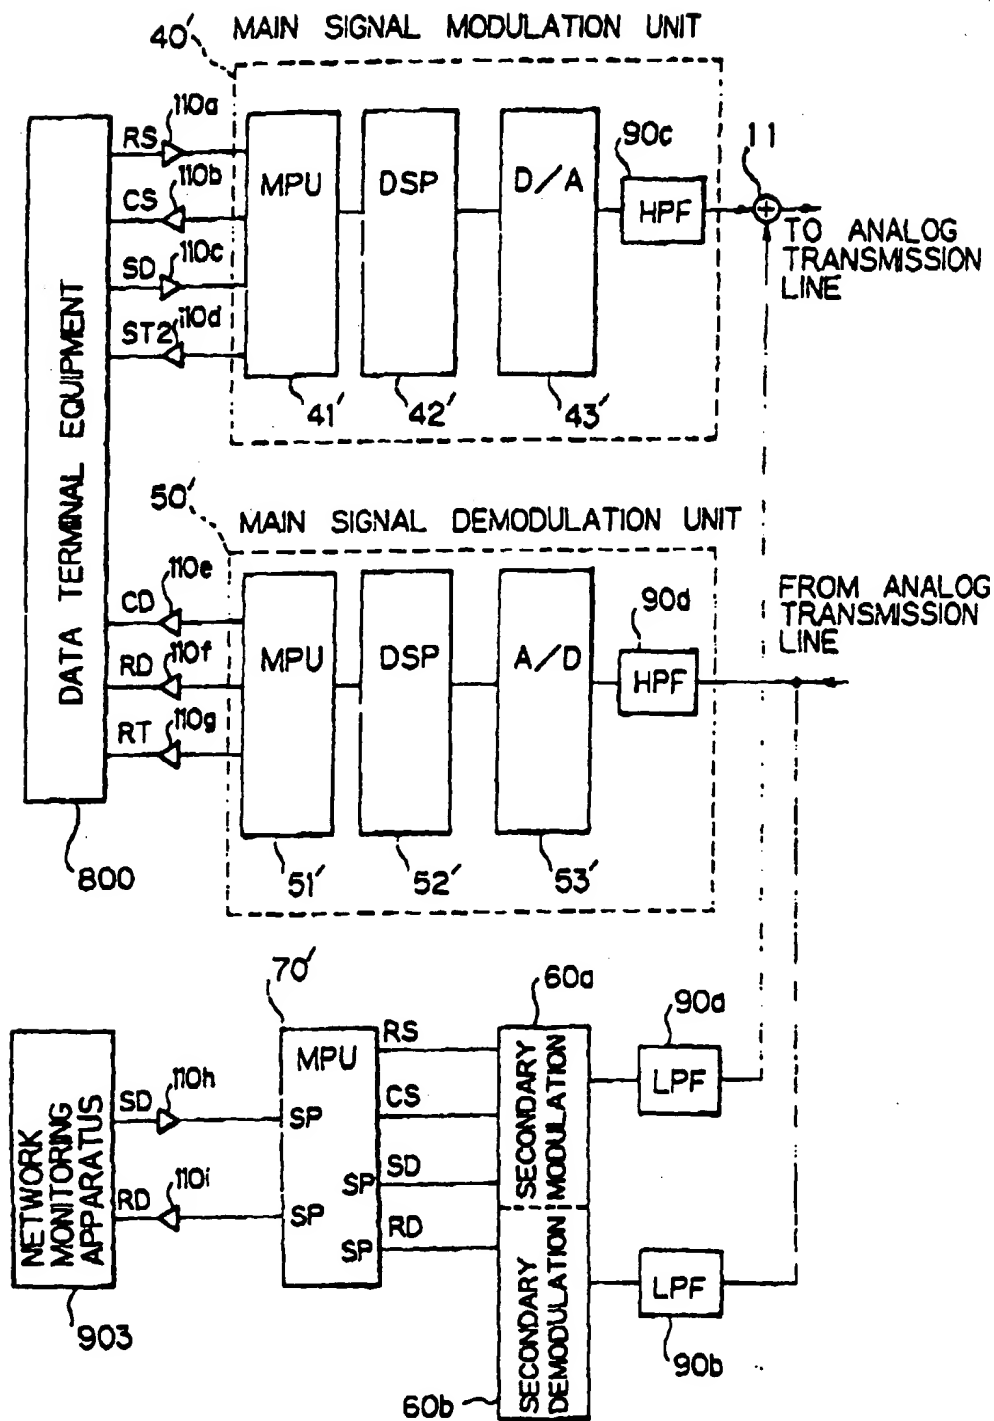 40'
MAIN SIGNAL MODULATION UNIT
110a
RS
110b
CS
110c
SD
110d
ST2
MPU
DSP
D/A
90c
HPF
11
TO ANALOG
TRANSMISSION
LINE
41'
42'
43'
DATA TERMINAL EQUIPMENT
50'
MAIN SIGNAL DEMODULATION UNIT
110e
CD
110f
RD
110g
RT
MPU
DSP
A/D
90d
HPF
FROM ANALOG
TRANSMISSION
LINE
800
51'
52'
53'
70'
60a
90a
NETWORK
MONITORING
APPARATUS
110h
SD
110i
RD
MPU
SP
SP
SP
SP
RS
CS
SD
RD
SECONDARY
MODULATION
SECONDARY
DEMODULATION
LPF
LPF
903
60b
90b